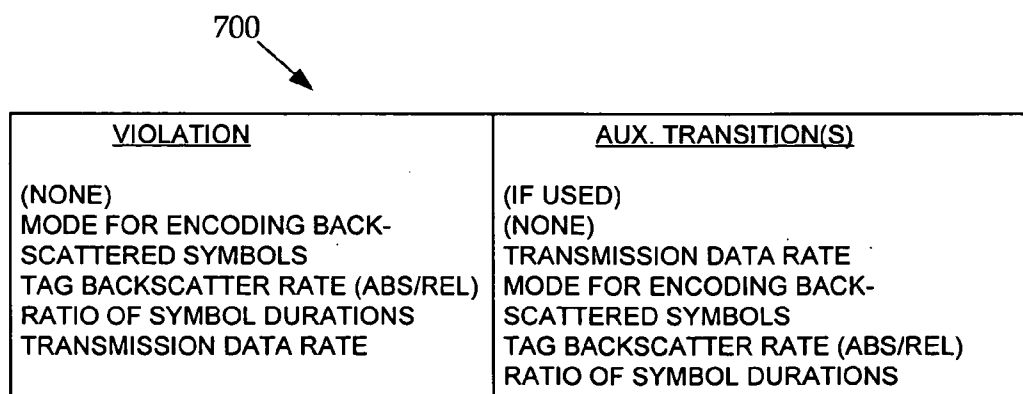 700
VIOLATION
(NONE)
MODE FOR ENCODING BACK-
SCATTERED SYMBOLS
TAG BACKSCATTER RATE (ABS/REL)
RATIO OF SYMBOL DURATIONS
TRANSMISSION DATA RATE
AUX. TRANSITION(S)
(IF USED)
(NONE)
TRANSMISSION DATA RATE
MODE FOR ENCODING BACK-
SCATTERED SYMBOLS
TAG BACKSCATTER RATE (ABS/REL)
RATIO OF SYMBOL DURATIONS